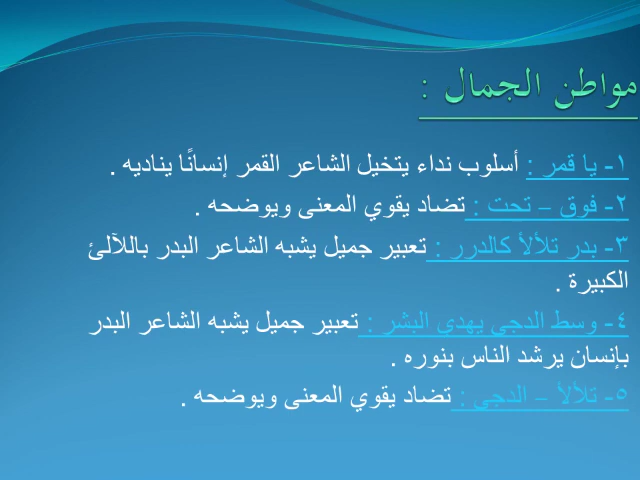 مواطن الجمال :
١- يا قمر : أسلوب نداء يتخيل الشاعر القمر إنسانًا يناديه .
٢- فوق – تحت : تضاد يقوي المعنى ويوضحه .
٣- بدر تلألأ كالدرر : تعبير جميل يشبه الشاعر البدر باللآلئ
الكبيرة .
٤- وسط الدجى يهدي البشر : تعبير جميل يشبه الشاعر البدر
بإنسان يرشد الناس بنوره .
٥- تلألأ – الدجى : تضاد يقوي المعنى ويوضحه .